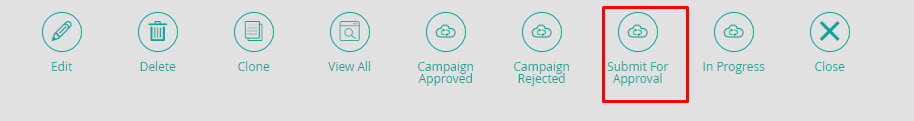 Edit
Delete
Clone
View All
Campaign
Approved
Campaign
Rejected
Submit For
Approval
In Progress
Close